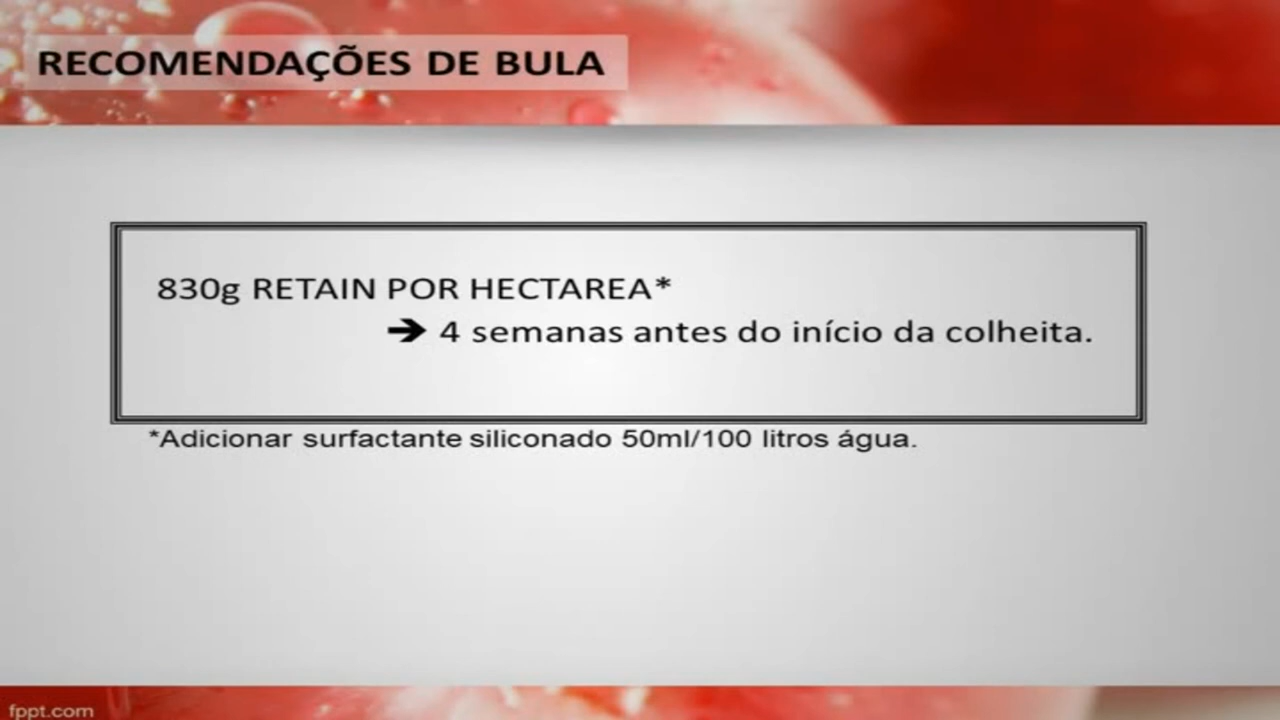 RECOMENDAÇÕES DE BULA
830g RETAIN POR HECTAREA*
➔ 4 semanas antes do início da colheita.
*Adicionar surfactante siliconado 50ml/100 litros água.
fppt.com